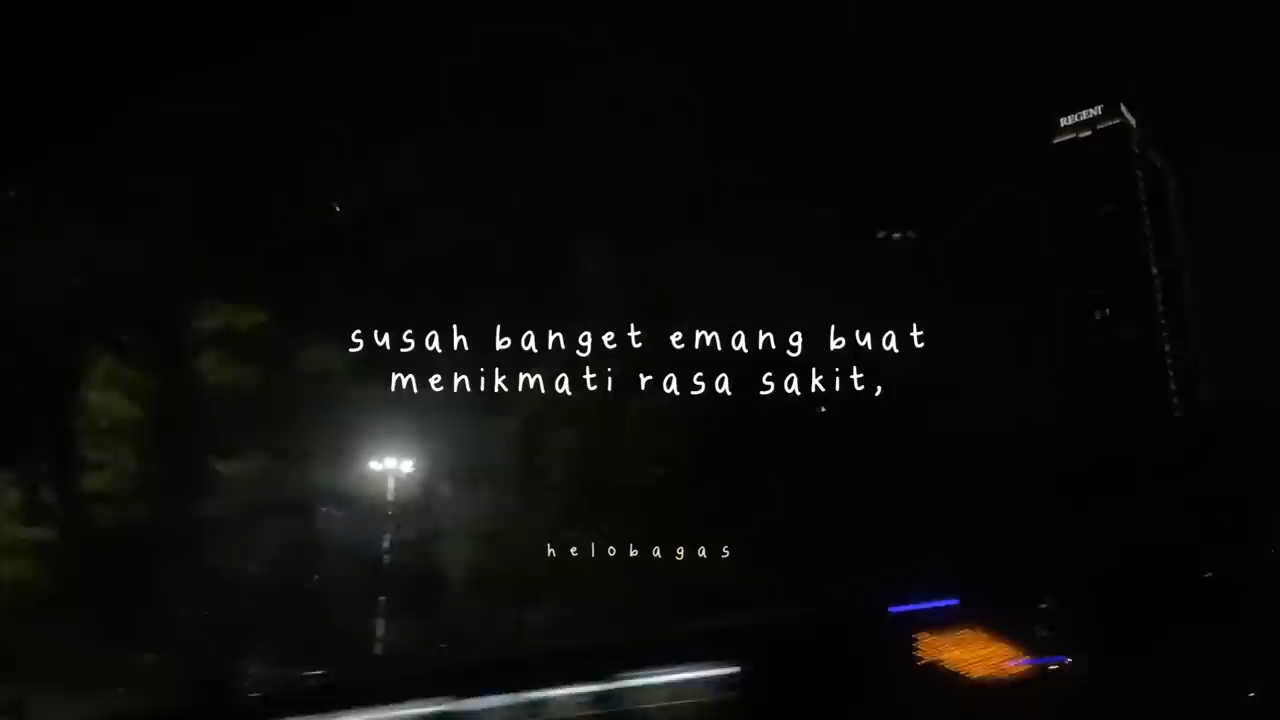 REGENT
susah banget emang buat
menikmati rasa sakit,
helobagas